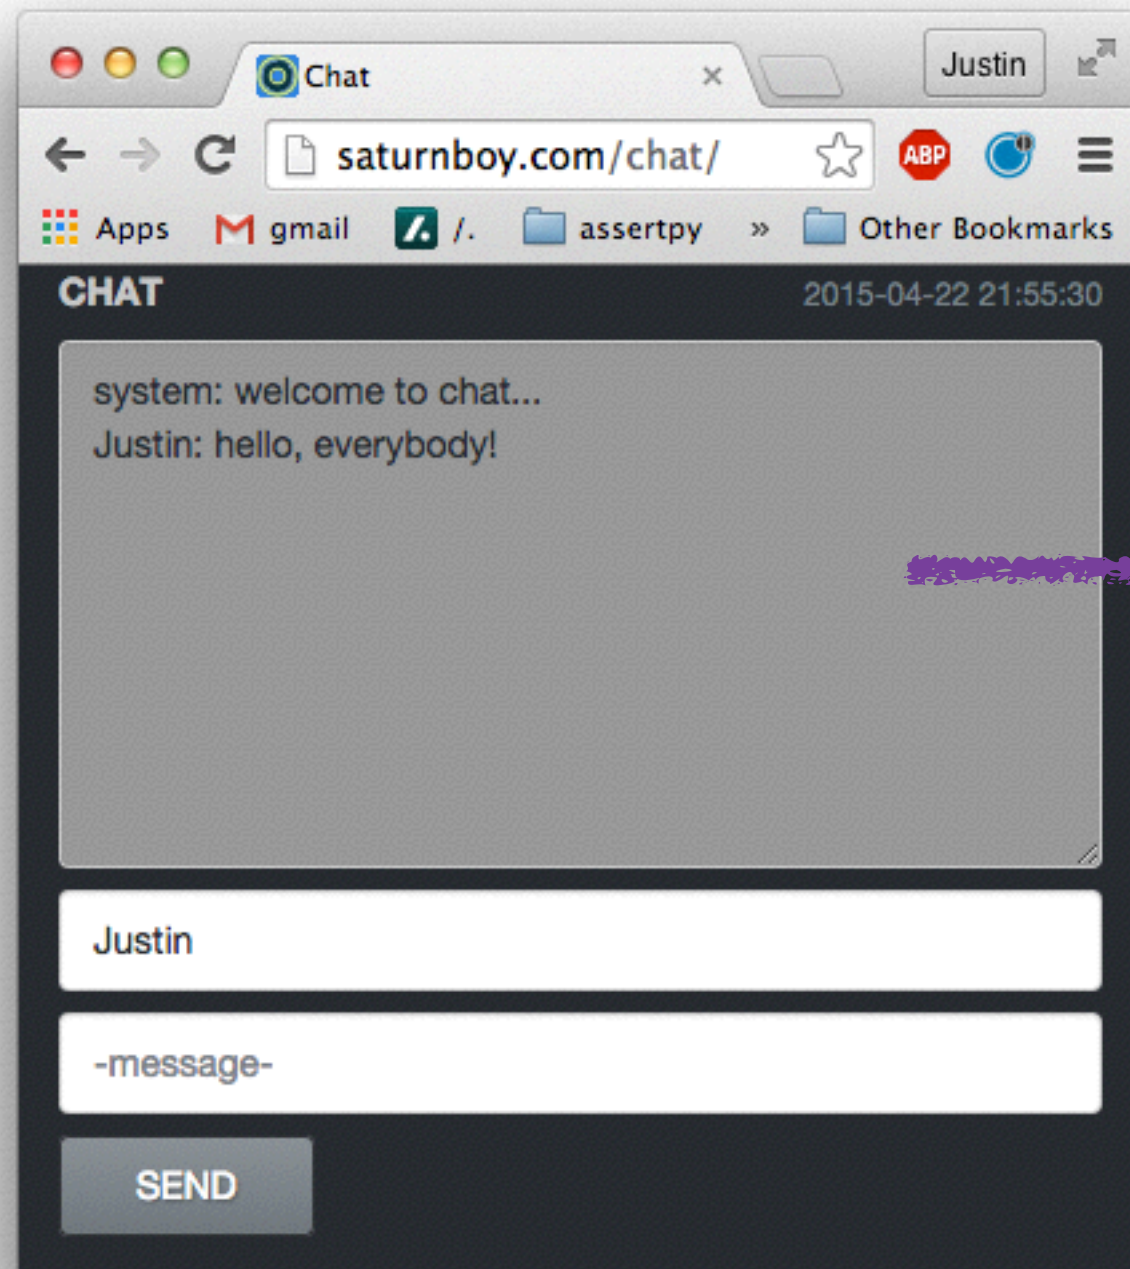 Chat
Justin
saturnboy.com/chat/
ABP
Apps gmail /. /. assertpy » Other Bookmarks
CHAT 2015-04-22 21:55:30
system: welcome to chat...
Justin: hello, everybody!
Justin
-message-
SEND